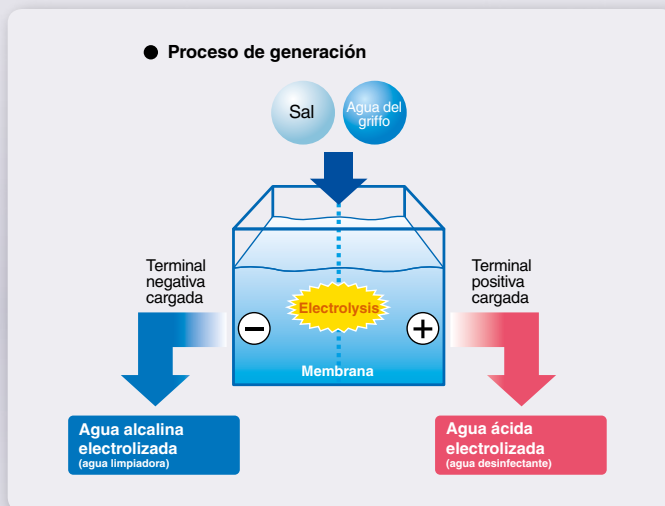 ● Proceso de generación
Sal
Agua del
griffo
Terminal
negativa
cargada
Terminal
positiva
cargada
Electrolysis
−
+
Membrana
Agua alcalina
electrolizada
(agua limpiadora)
Agua ácida
electrolizada
(agua desinfectante)